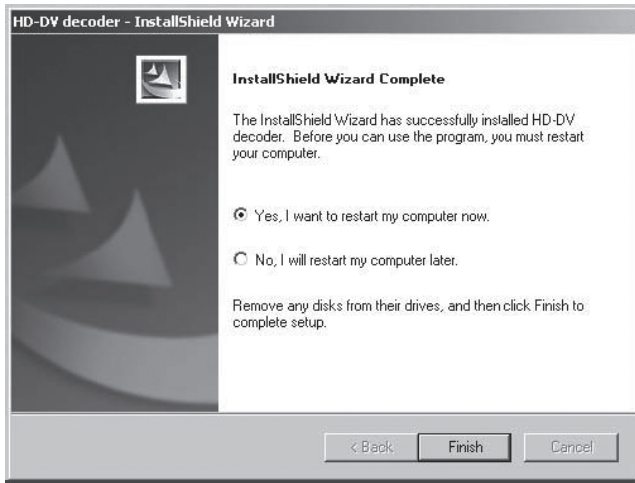 HD-DV decoder - InstallShield Wizard
InstallShield Wizard Complete
The InstallShield Wizard has successfully installed HD-DV
decoder. Before you can use the program, you must restart
your computer.
Yes, I want to restart my computer now.
No, I will restart my computer later.
Remove any disks from their drives, and then click Finish to
complete setup.
< Back
Finish
Cancel